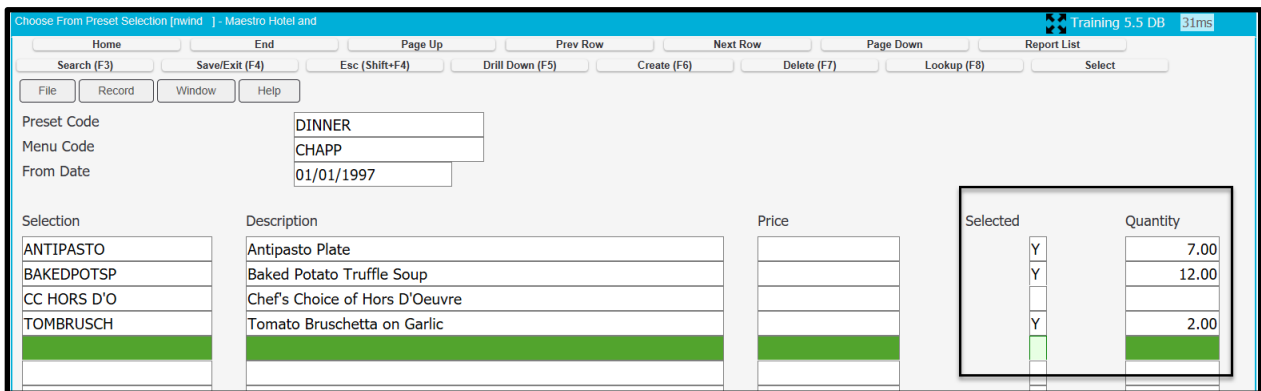 Choose From Preset Selection [nwind ] - Maestro Hotel and Training 5.5 DB 31ms
Home End Page Up Prev Row Next Row Page Down Report List
Search (F3) Save/Exit (F4) Esc (Shift+F4) Drill Down (F5) Create (F6) Delete (F7) Lookup (F8) Select
File Record Window Help
Preset Code DINNER
Menu Code CHAPP
From Date 01/01/1997
Selection Description Price Selected Quantity
ANTIPASTO Antipasto Plate Y 7.00
BAKEDPOTSP Baked Potato Truffle Soup Y 12.00
CC HORS D'O Chef's Choice of Hors D'Oeuvre
TOMBRUSCH Tomato Bruschetta on Garlic Y 2.00